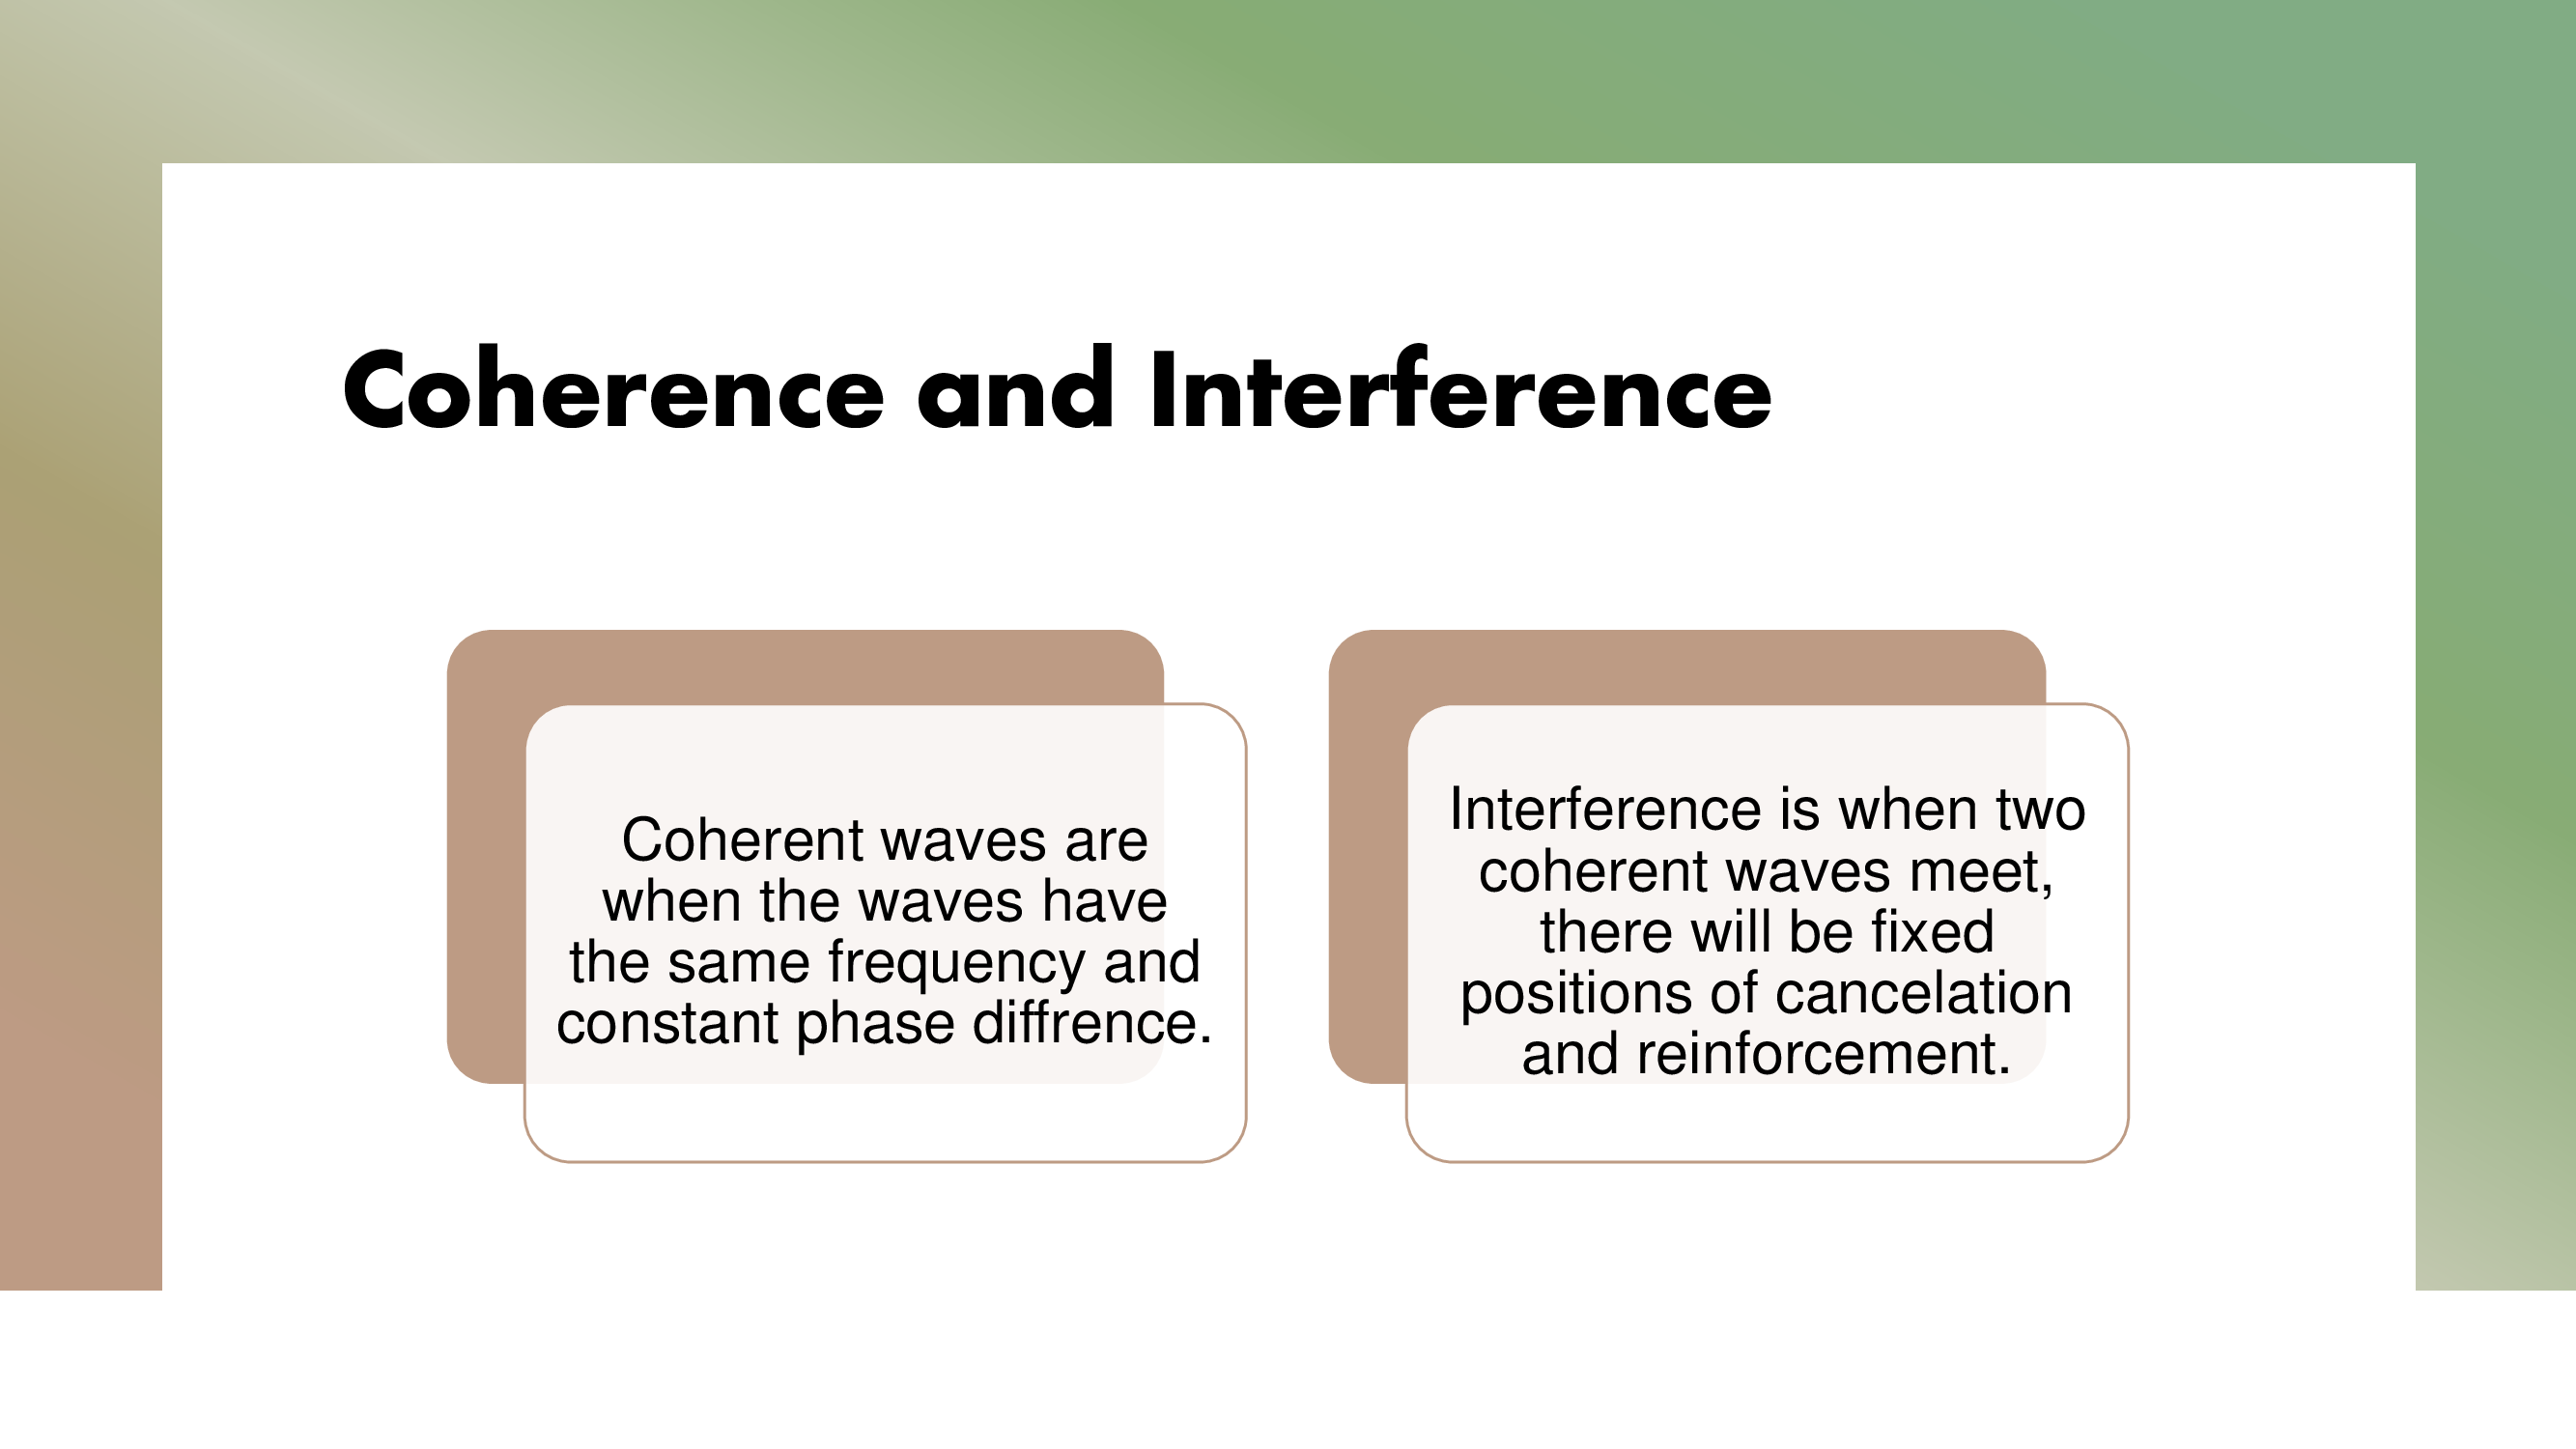 Coherence and Interference
Coherent waves are
when the waves have
the same frequency and
constant phase diffrence.
Interference is when two
coherent waves meet,
there will be fixed
positions of cancelation
and reinforcement.